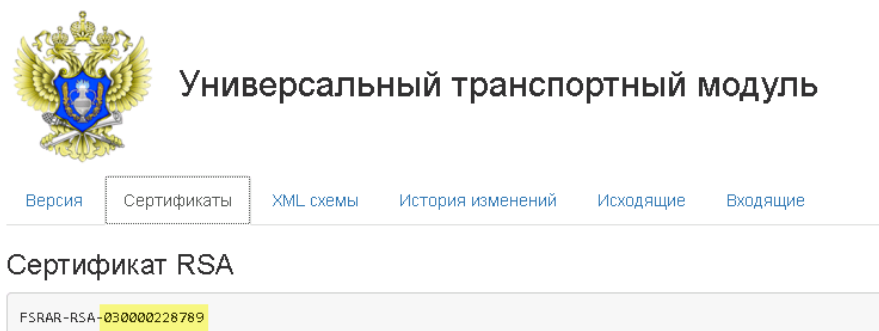 Универсальный транспортный модуль
Версия Сертификаты XML схемы История изменений Исходящие Входящие
Сертификат RSA
FSRAR-RSA-030000228789